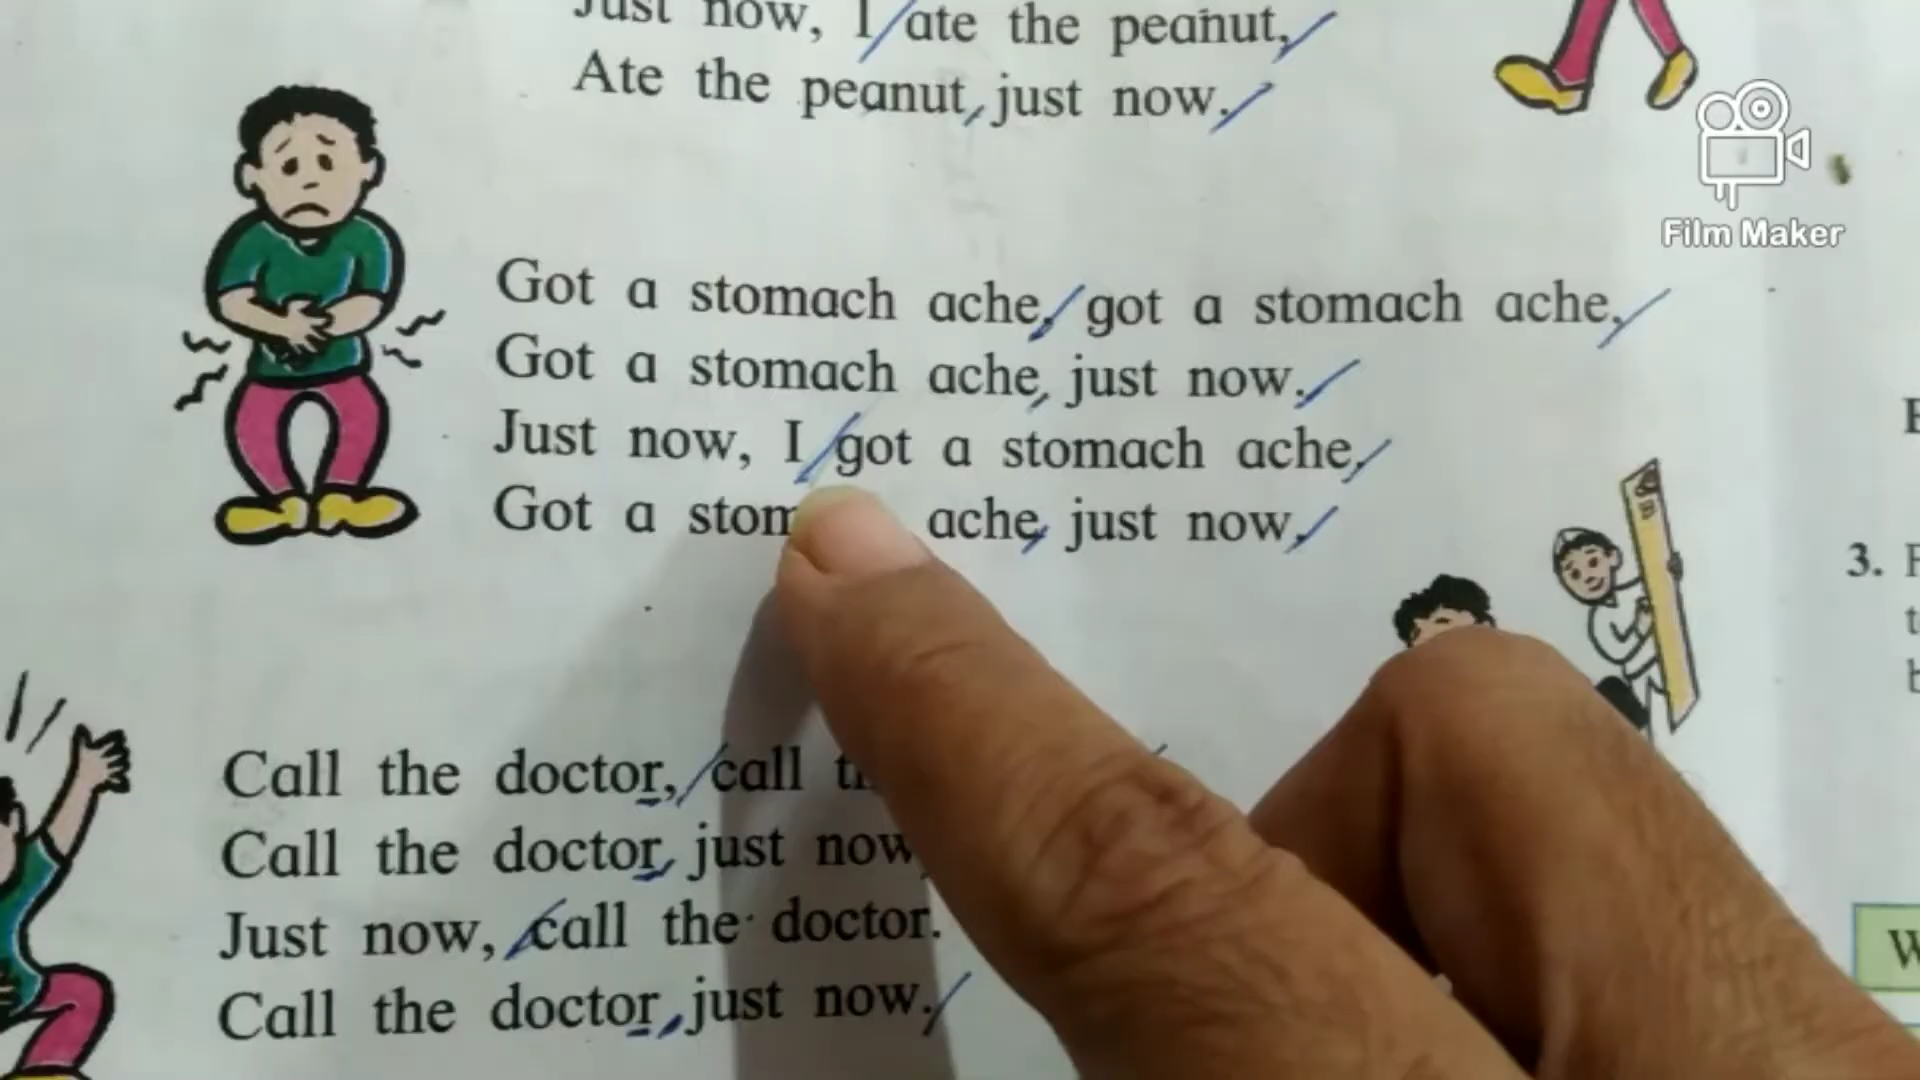 Just now, I ate the peanut,
Ate the peanut, just now.
Film Maker
Got a stomach ache, got a stomach ache,
Got a stomach ache, just now.
Just now, I got a stomach ache,
Got a ache, just now.
3.
Call the doctor, call
Call the doctor, just now
Just now, call the doctor.
Call the doctor, just now.